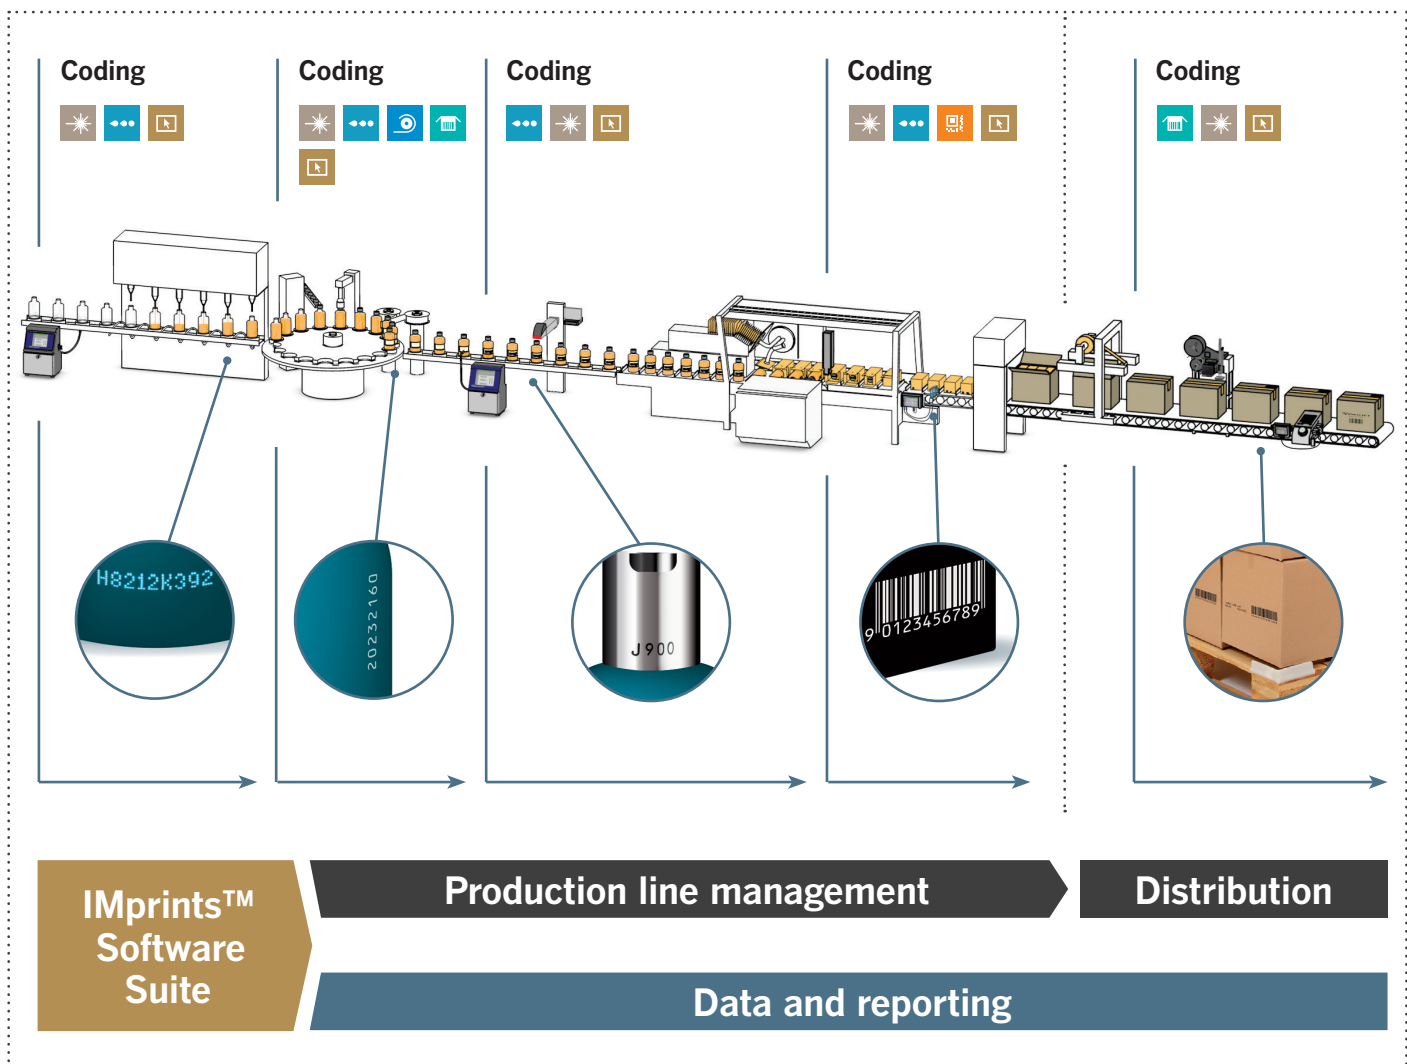 Coding
Coding
Coding
Coding
Coding
H8212K392
20232160
J900
9 0123456789
IMprints™
Software
Suite
Production line management
Distribution
Data and reporting